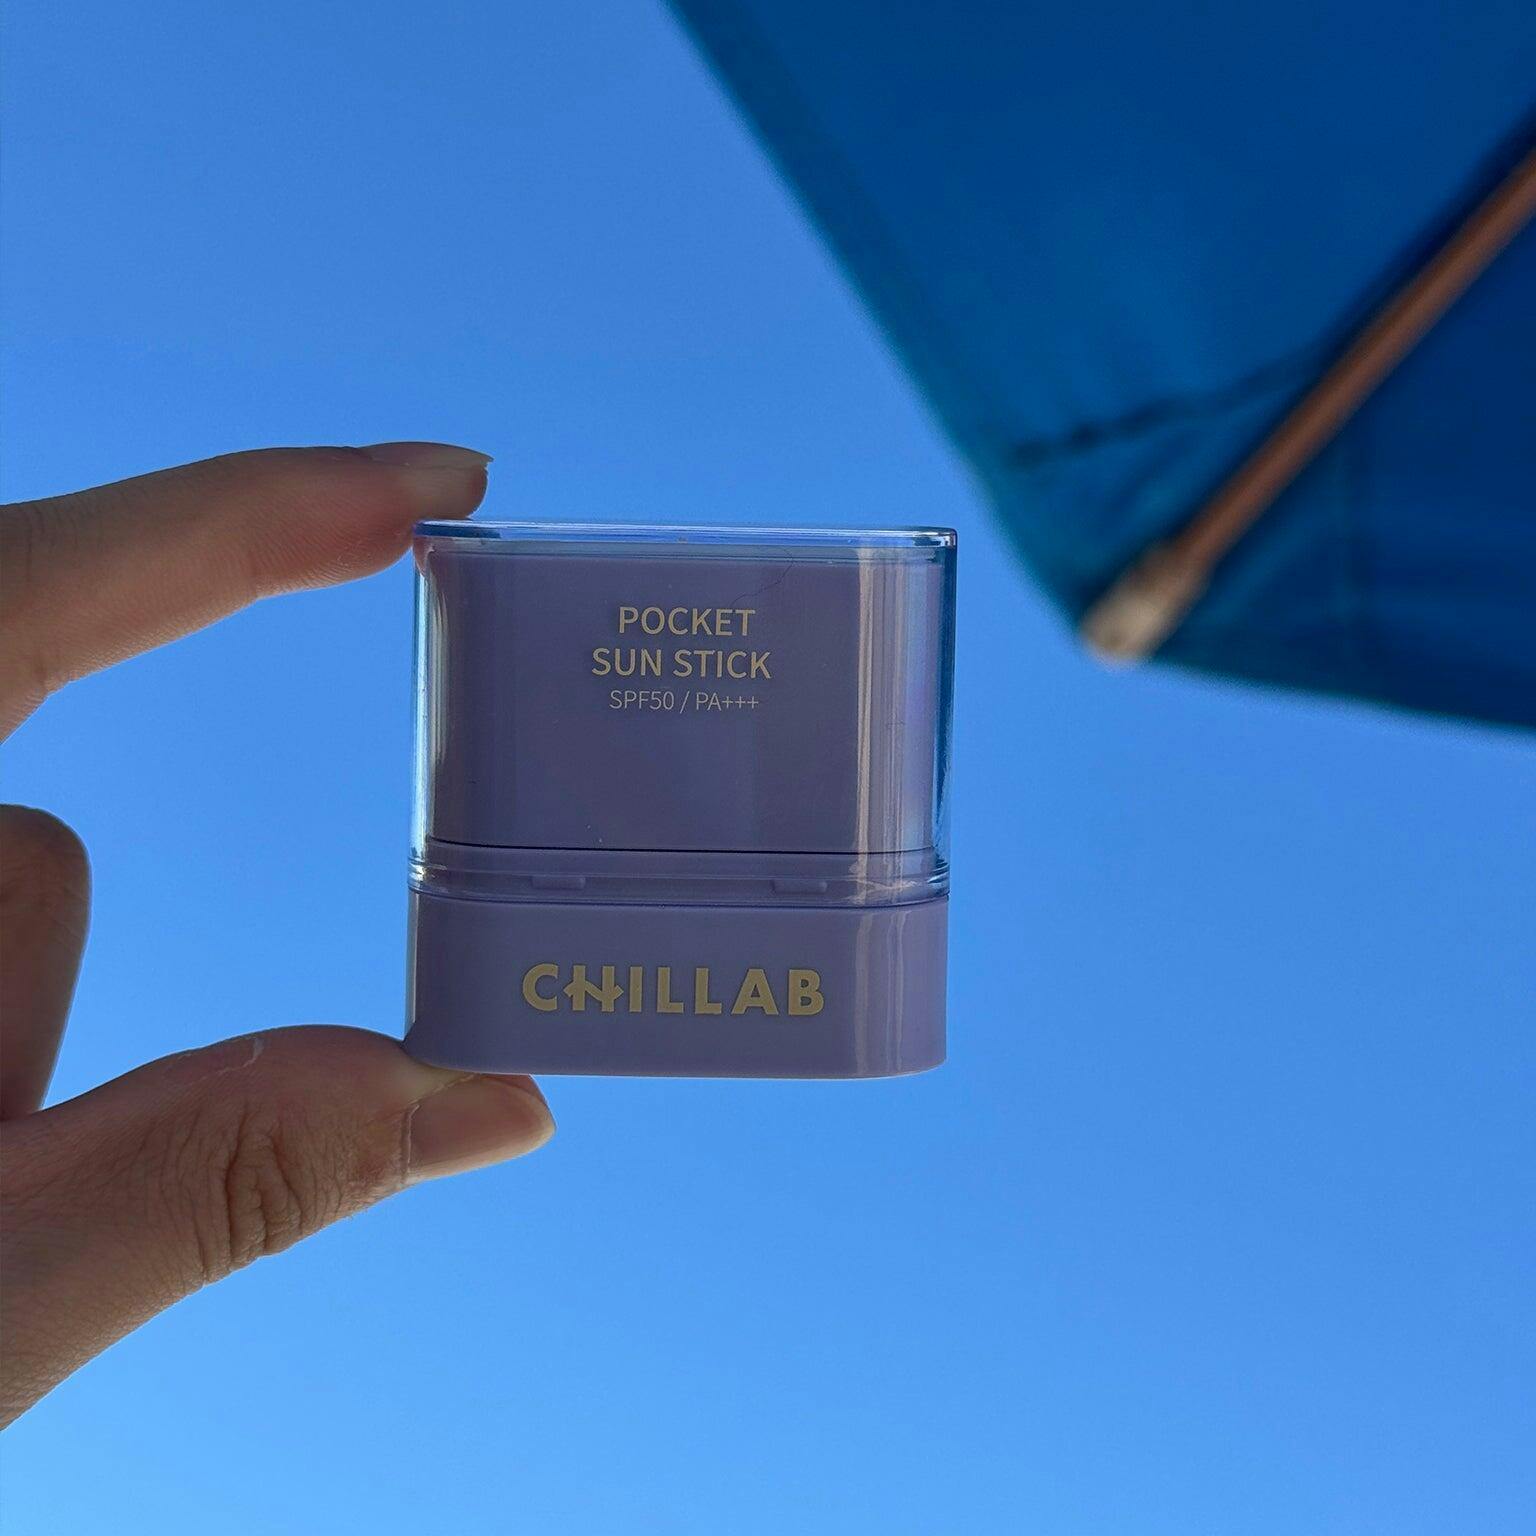 POCKET
SUN STICK
SPF50 / PA+++
CHILLAB